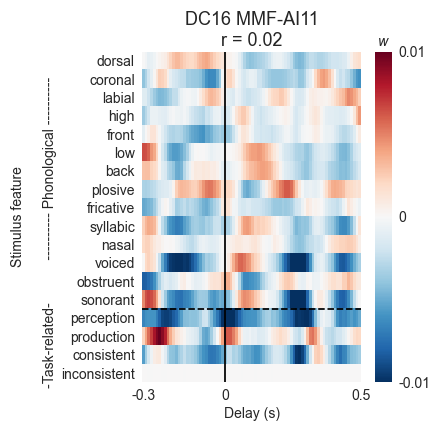 DC16 MMF-AI11
r = 0.02
w
Stimulus feature
---------- Phonological ----------
-Task-related-
dorsal
coronal
labial
high
front
low
back
plosive
fricative
syllabic
nasal
voiced
obstruent
sonorant
perception
production
consistent
inconsistent
0.01
0
-0.01
-0.3
0
0.5
Delay (s)